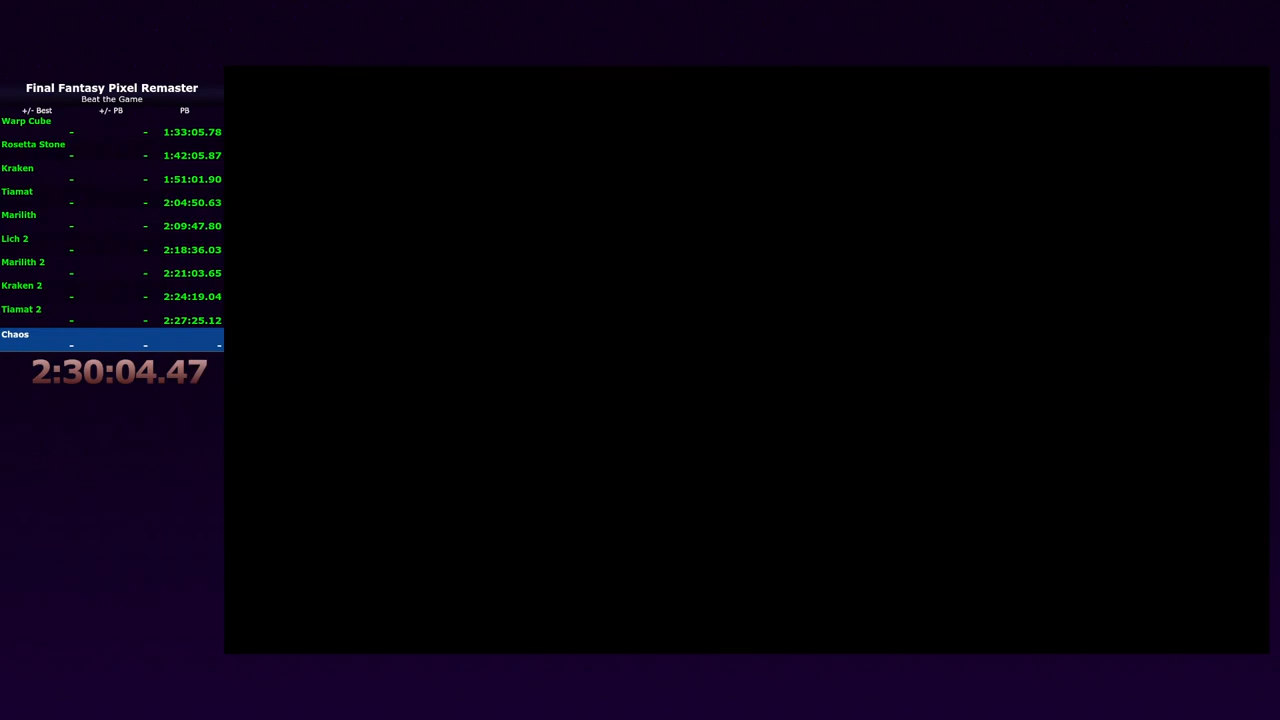 Final Fantasy Pixel Remaster
Beat the Game
+/- Best +/- PB PB
Warp Cube
- - 1:33:05.78
Rosetta Stone
- - 1:42:05.87
Kraken
- - 1:51:01.90
Tiamat
- - 2:04:50.63
Marilith
- - 2:09:47.80
Lich 2
- - 2:18:36.03
Marilith 2
- - 2:21:03.65
Kraken 2
- - 2:24:19.04
Tiamat 2
- - 2:27:25.12
Chaos
- - -
2:30:04.47